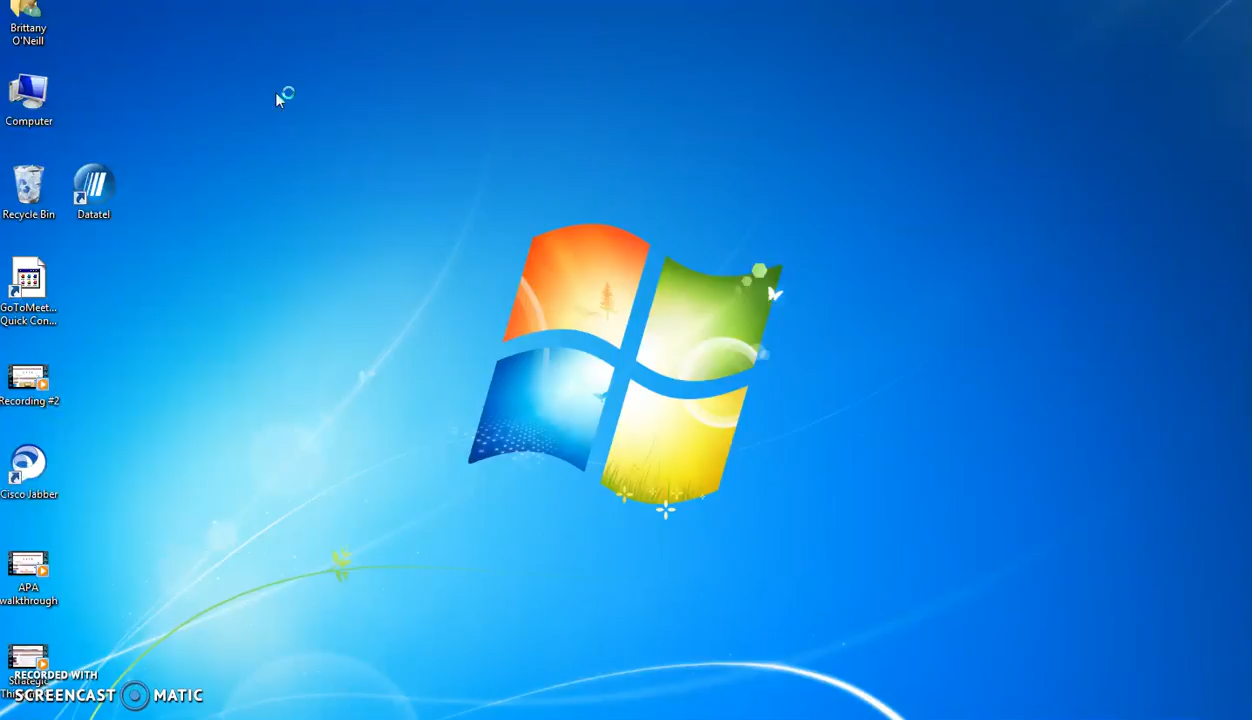 Brittany
O'Neill
Computer
Recycle Bin
Datatel
GoToMeet...
Quick Con...
Recording #2
Cisco Jabber
APA
walkthrough
RECORDED WITH
Strategic
SCREENCAST MATIC